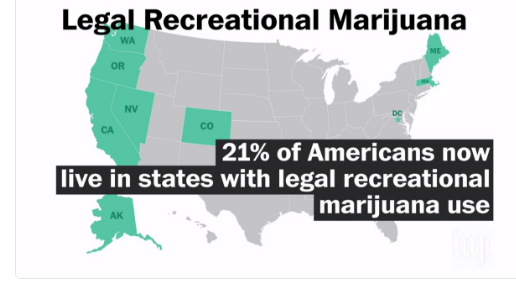 Legal Recreational Marijuana
WA
OR
NV
CA
CO
ME
DC
21% of Americans now
live in states with legal recreational
marijuana use
AK
wp